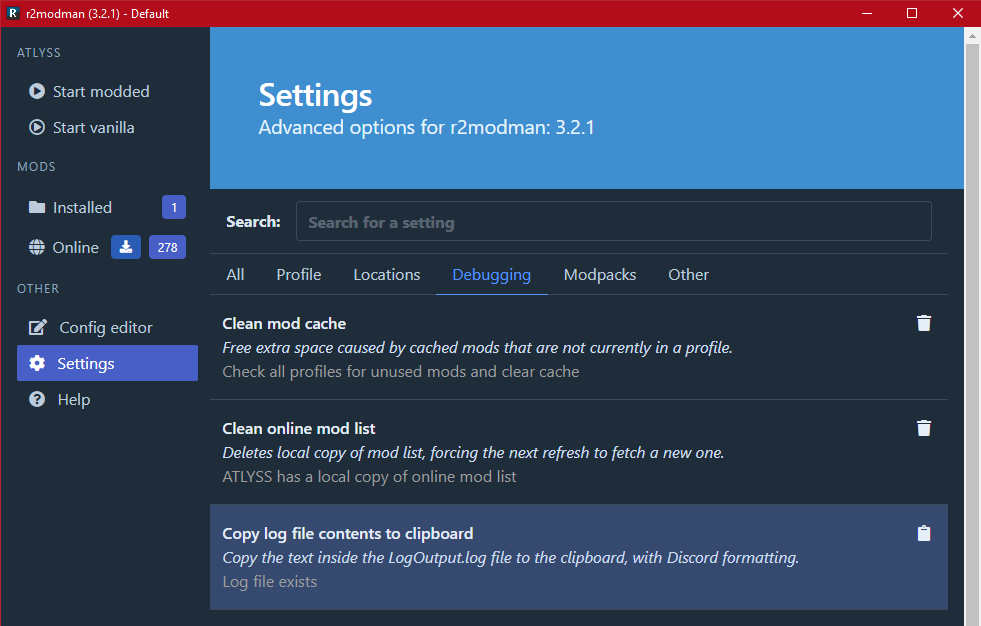 R r2modman (3.2.1) - Default
ATLYSS
Start modded
Start vanilla
MODS
Installed 1
Online 278
OTHER
Config editor
Settings
Help
Settings
Advanced options for r2modman: 3.2.1
Search: Search for a setting
All Profile Locations Debugging Modpacks Other
Clean mod cache
Free extra space caused by cached mods that are not currently in a profile.
Check all profiles for unused mods and clear cache
Clean online mod list
Deletes local copy of mod list, forcing the next refresh to fetch a new one.
ATLYSS has a local copy of online mod list
Copy log file contents to clipboard
Copy the text inside the LogOutput.log file to the clipboard, with Discord formatting.
Log file exists